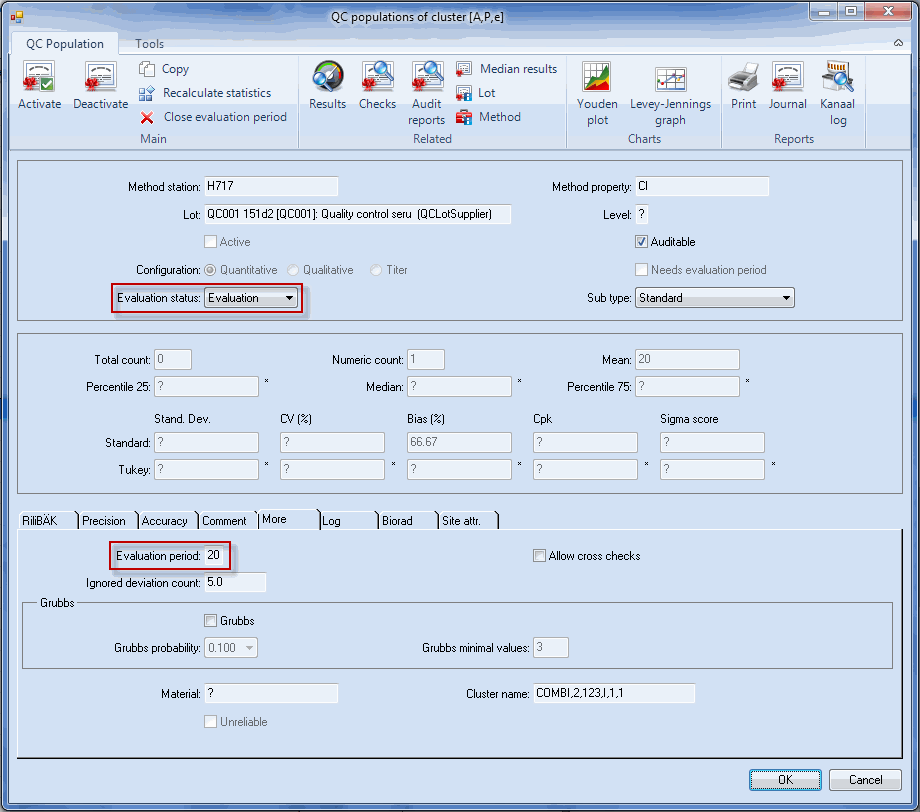 QC populations of cluster [A,P,e]
QC Population Tools
Activate Deactivate
Copy
Recalculate statistics
Close evaluation period
Main
Results Checks Audit reports
Median results
Lot
Method
Related
Youden plot Levey-Jennings graph
Charts
Print Journal Kanaal log
Reports
Method station: H717 Method property: Cl
Lot: QC001 151d2 [QC001]: Quality control seru (QCLotSupplier) Level: ?
Active Auditable
Configuration: Quantitative Qualitative Titer Needs evaluation period
Evaluation status: Evaluation Sub type: Standard
Total count: 0 Numeric count: 1 Mean: 20
Percentile 25: ? * Median: ? * Percentile 75: ? *
Stand. Dev. CV (%) Bias (%) Cpk Sigma score
Standard: ? ? 66.67 ? ?
Tukey: ? * ? * ? * ? * ? *
RiliBÄK Precision Accuracy Comment More Log Biorad Site attr.
Evaluation period: 20 Allow cross checks
Ignored deviation count: 5.0
Grubbs
Grubbs
Grubbs probability: 0.100 Grubbs minimal values: 3
Material: ? Cluster name: COMBI,2,123,I,1,1
Unreliable
OK Cancel